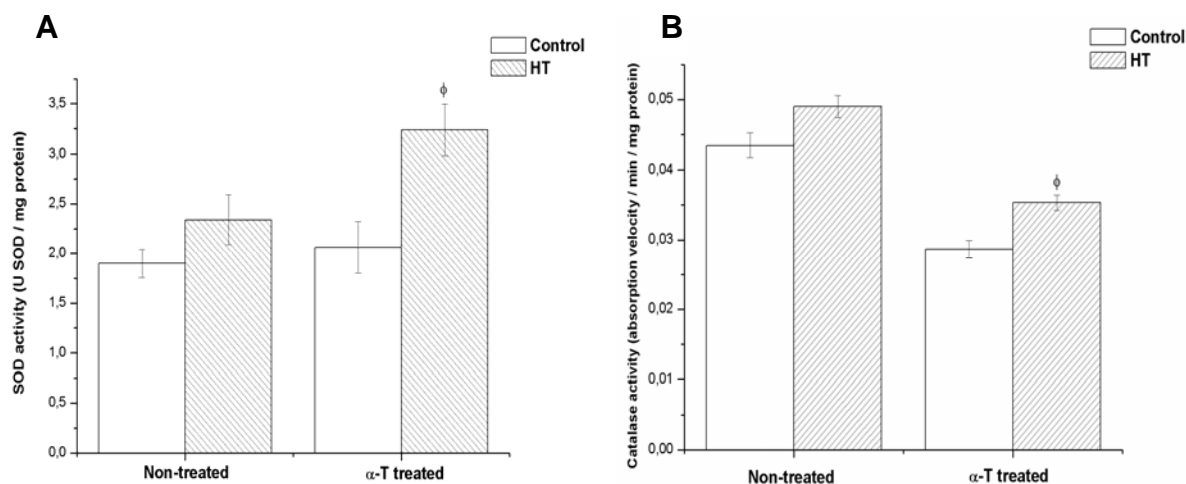 A
Control
HT
SOD activity (U SOD / mg protein)
3,5
3,0
2,5
2,0
1,5
1,0
0,5
0,0
ϕ
Non-treated
α-T treated
B
Control
HT
Catalase activity (absorption velocity / min / mg protein)
0,05
0,04
0,03
0,02
0,01
0,00
ϕ
Non-treated
α-T treated